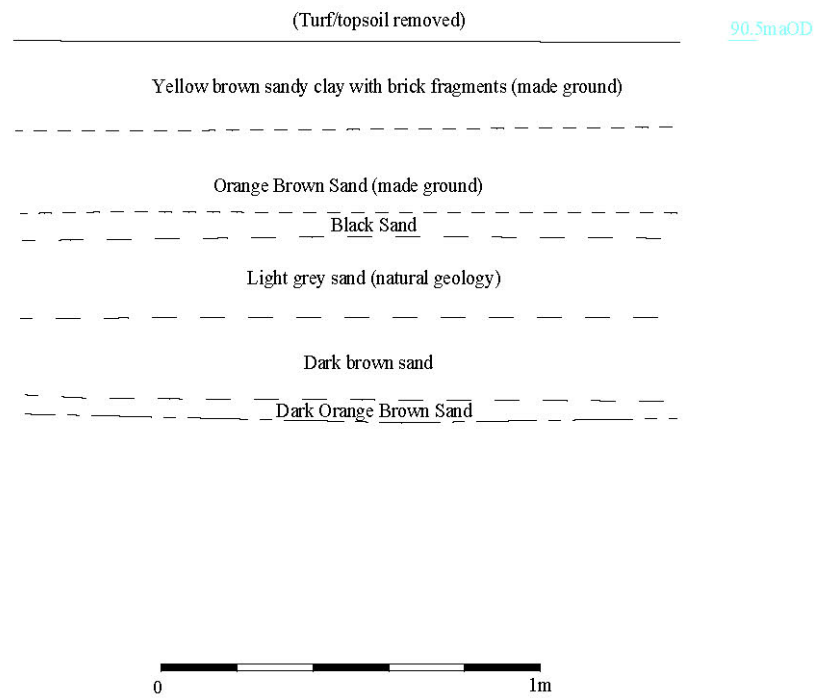 (Turf/topsoil removed)
90.5maOD
Yellow brown sandy clay with brick fragments (made ground)
Orange Brown Sand (made ground)
Black Sand
Light grey sand (natural geology)
Dark brown sand
Dark Orange Brown Sand
0
1m